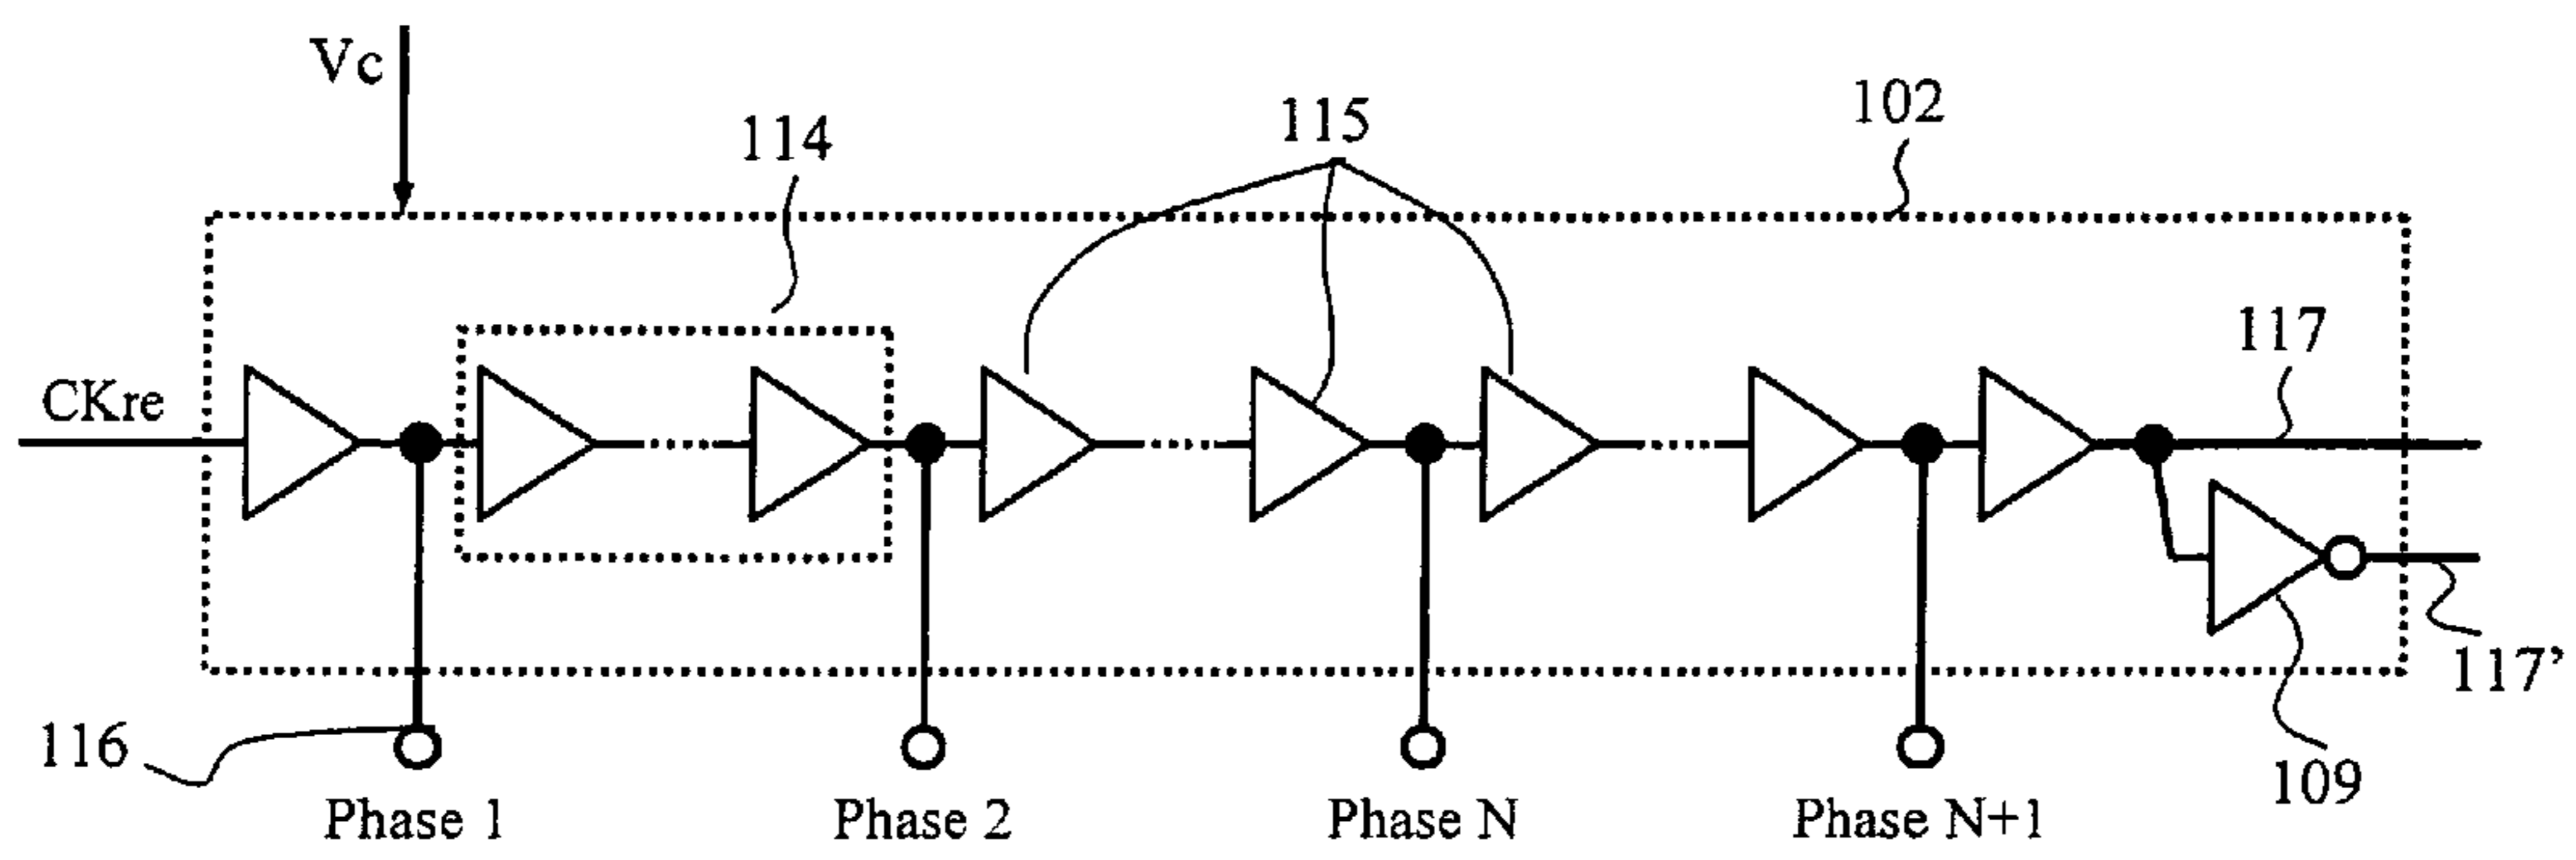 Vc
102
115
114
117
CKre
117’
116
109
Phase 1
Phase 2
Phase N
Phase N+1